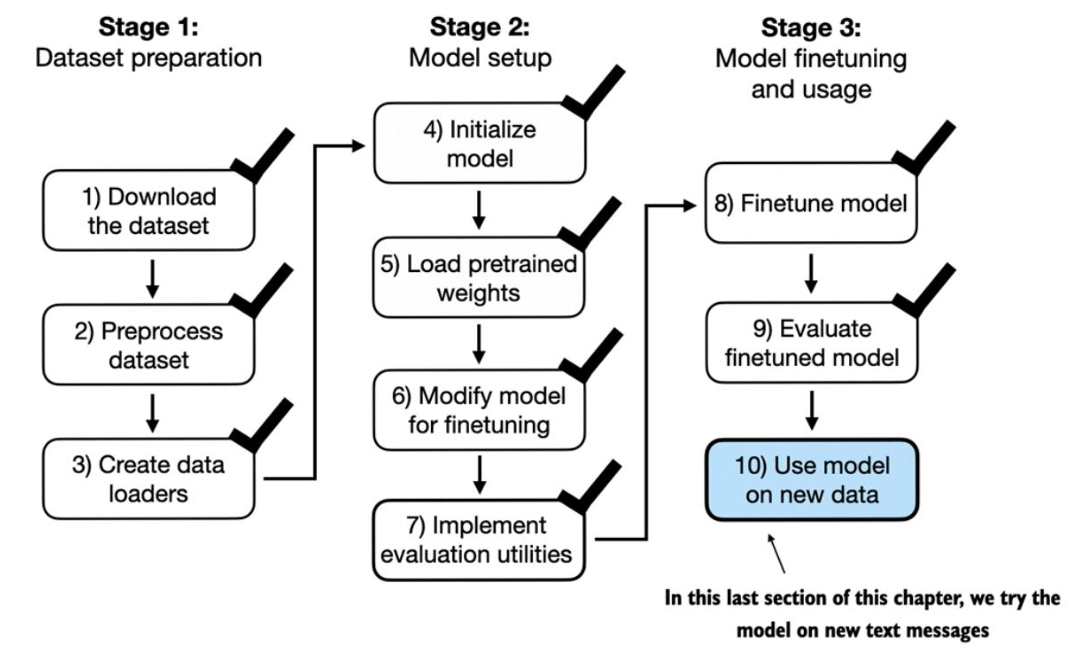 Stage 1:
Dataset preparation
1) Download
the dataset
2) Preprocess
dataset
3) Create data
loaders
Stage 2:
Model setup
4) Initialize
model
5) Load pretrained
weights
6) Modify model
for finetuning
7) Implement
evaluation utilities
Stage 3:
Model finetuning
and usage
8) Finetune model
9) Evaluate
finetuned model
10) Use model
on new data
In this last section of this chapter, we try the
model on new text messages